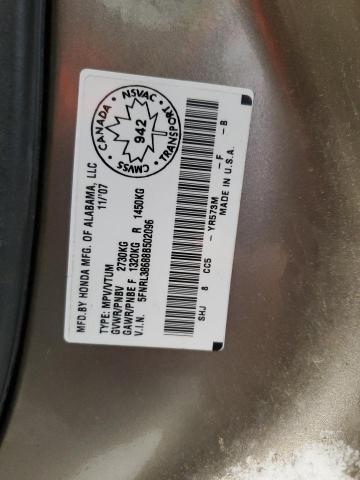 MFD.BY HONDA MFG. OF ALABAMA, LLC
11/'07
TYPE: MPV/VTUM
GVWR/PNBV 2730KG
GAWR/PNBE F 1320KG R 1450KG
V.I.N. 5FNRL38688B502096
CANADA • NSVAC • TRANSPORT • CMVSS •
942
SHJ 8 CC5 - YR573M - F - B
MADE IN U.S.A.